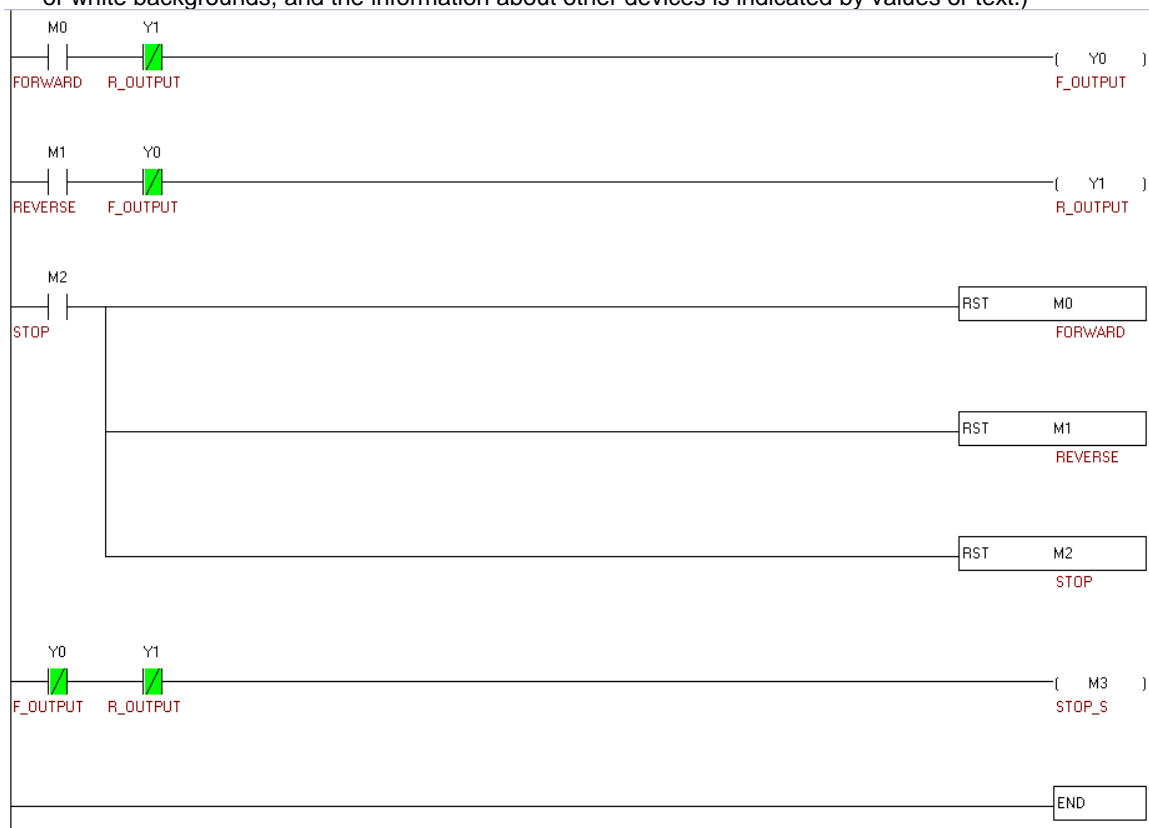 or white backgrounds, and the information about other devices is indicated by values or text.)
M0 Y1
( Y0 )
FORWARD R_OUTPUT F_OUTPUT
M1 Y0
( Y1 )
REVERSE F_OUTPUT R_OUTPUT
M2
RST M0
STOP FORWARD
RST M1
REVERSE
RST M2
STOP
Y0 Y1
( M3 )
F_OUTPUT R_OUTPUT STOP_S
END